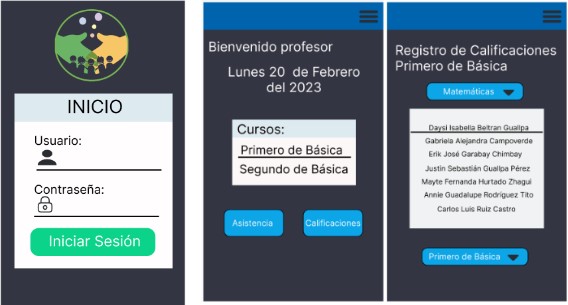 INICIO
Usuario:
Contraseña:
Iniciar Sesión
Bienvenido profesor
Lunes 20 de Febrero
del 2023
Cursos:
Primero de Básica
Segundo de Básica
Asistencia
Calificaciones
Registro de Calificaciones
Primero de Básica
Matemáticas
Daysi Isabella Beltran Guallpa
Gabriela Alejandra Campoverde
Erik José Garabay Chimbay
Justin Sebastián Guallpa Pérez
Mayte Fernanda Hurtado Zhagui
Annie Guadalupe Rodríguez Tito
Carlos Luis Ruiz Castro
Primero de Básica